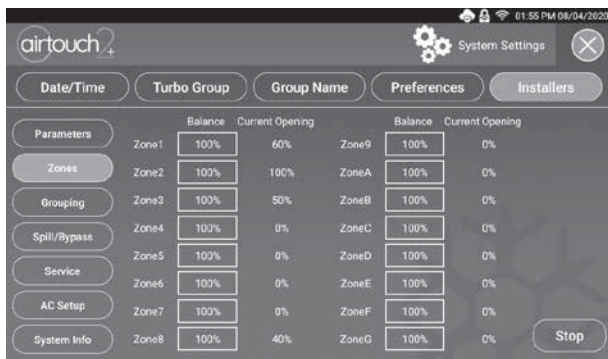 01:55 PM 08/04/2020
airtouch 2+
System Settings
Date/Time Turbo Group Group Name Preferences Installers
Balance Current Opening Balance Current Opening
Parameters
Zone1 100% 60% Zone9 100% 0%
Zones
Zone2 100% 100% ZoneA 100% 0%
Grouping
Zone3 100% 50% ZoneB 100% 0%
Spill/Bypass
Zone4 100% 0% ZoneC 100% 0%
Service
Zone5 100% 0% ZoneD 100% 0%
Zone6 100% 0% ZoneE 100% 0%
AC Setup
Zone7 100% 0% ZoneF 100% 0%
System Info
Zone8 100% 40% ZoneG 100% 0%
Stop